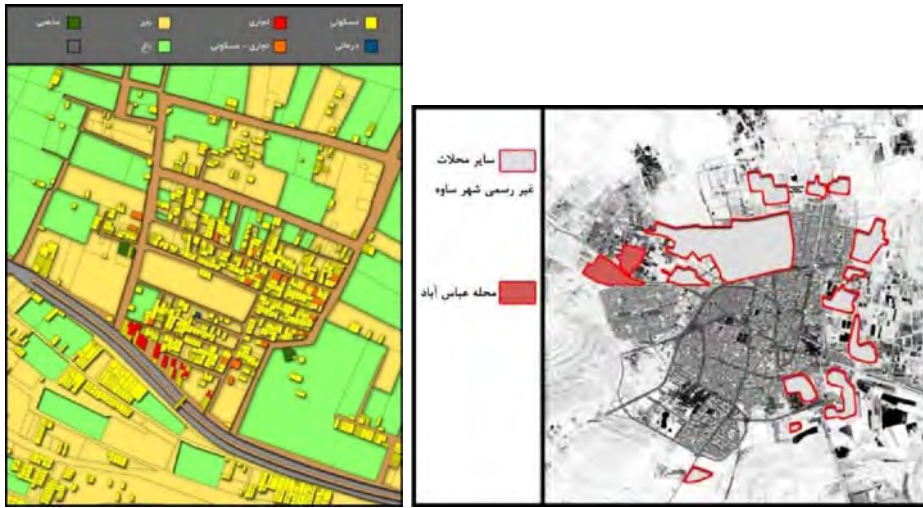 مسکونی
تجاری
بایر
مذهبی
درمانی
تجاری - مسکونی
باغ
سایر محلات
غیر رسمی شهر ساوه
محله عباس آباد